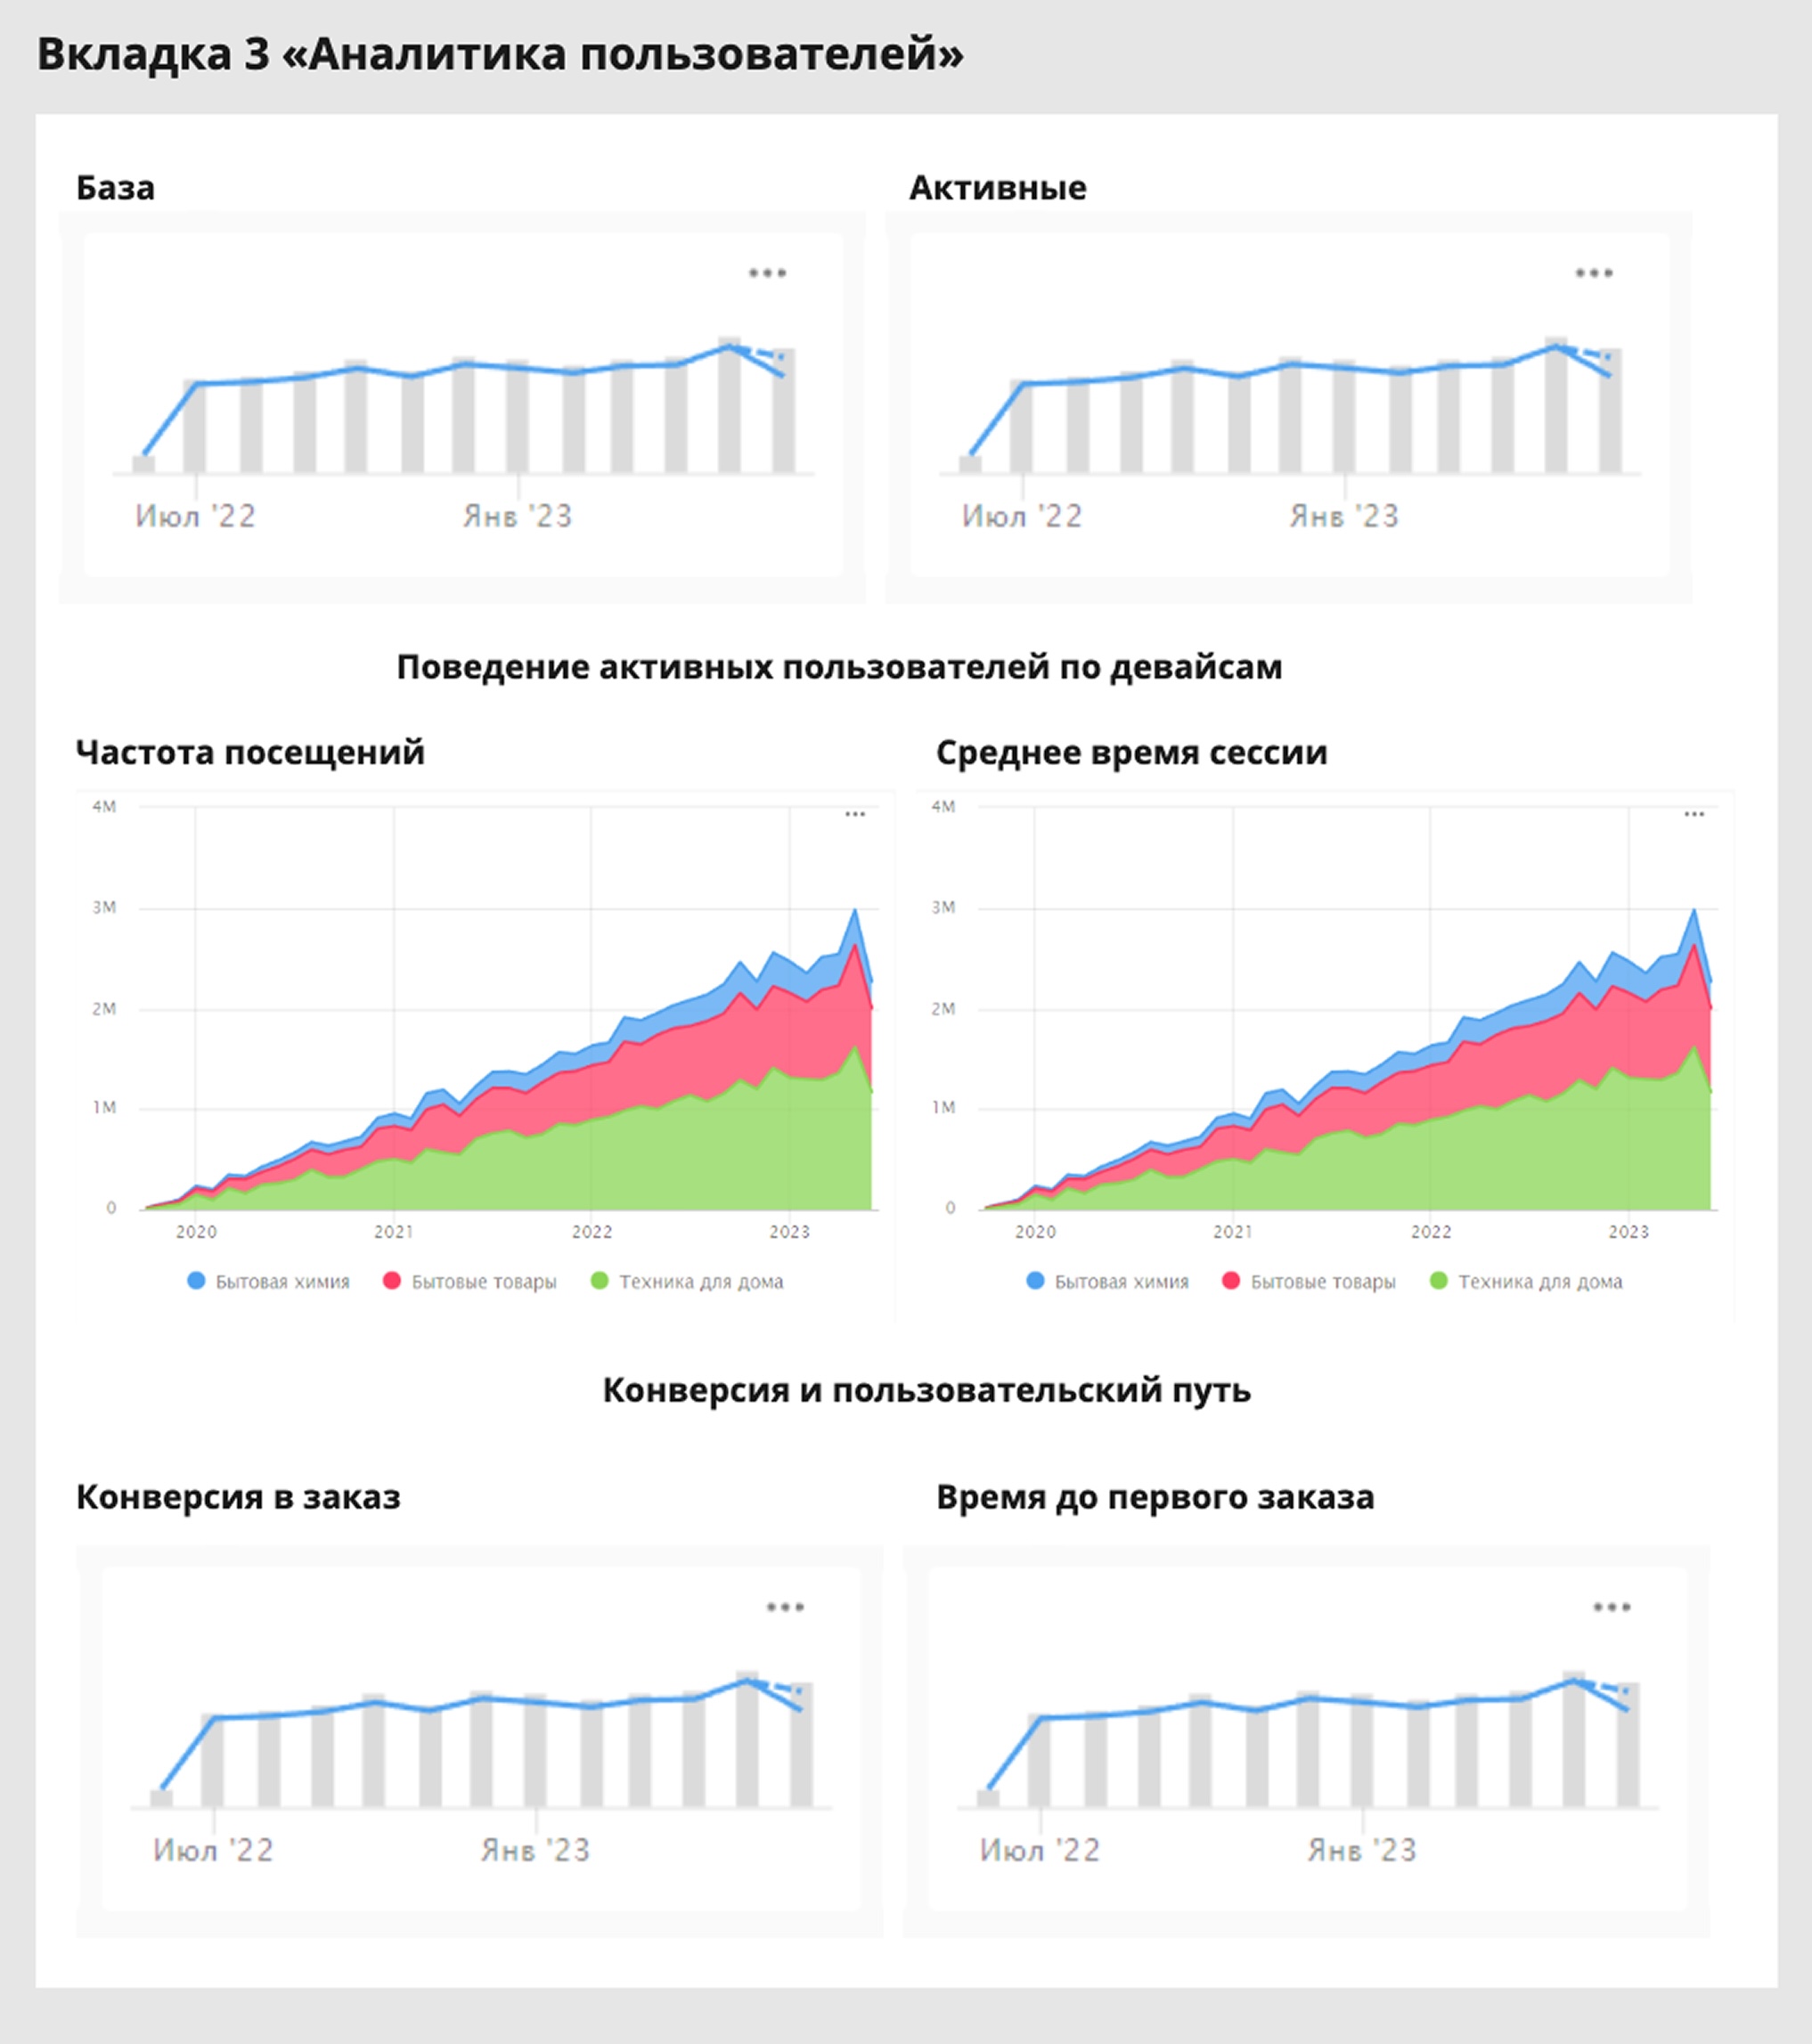 Вкладка 3 «Аналитика пользователей»
База
Активные
Июл '22
Янв '23
Июл '22
Янв '23
Поведение активных пользователей по девайсам
Частота посещений
Среднее время сессии
4M
3M
2M
1M
0
2020 2021 2022 2023
Бытовая химия Бытовые товары Техника для дома
4M
3M
2M
1M
0
2020 2021 2022 2023
Бытовая химия Бытовые товары Техника для дома
Конверсия и пользовательский путь
Конверсия в заказ
Время до первого заказа
Июл '22
Янв '23
Июл '22
Янв '23